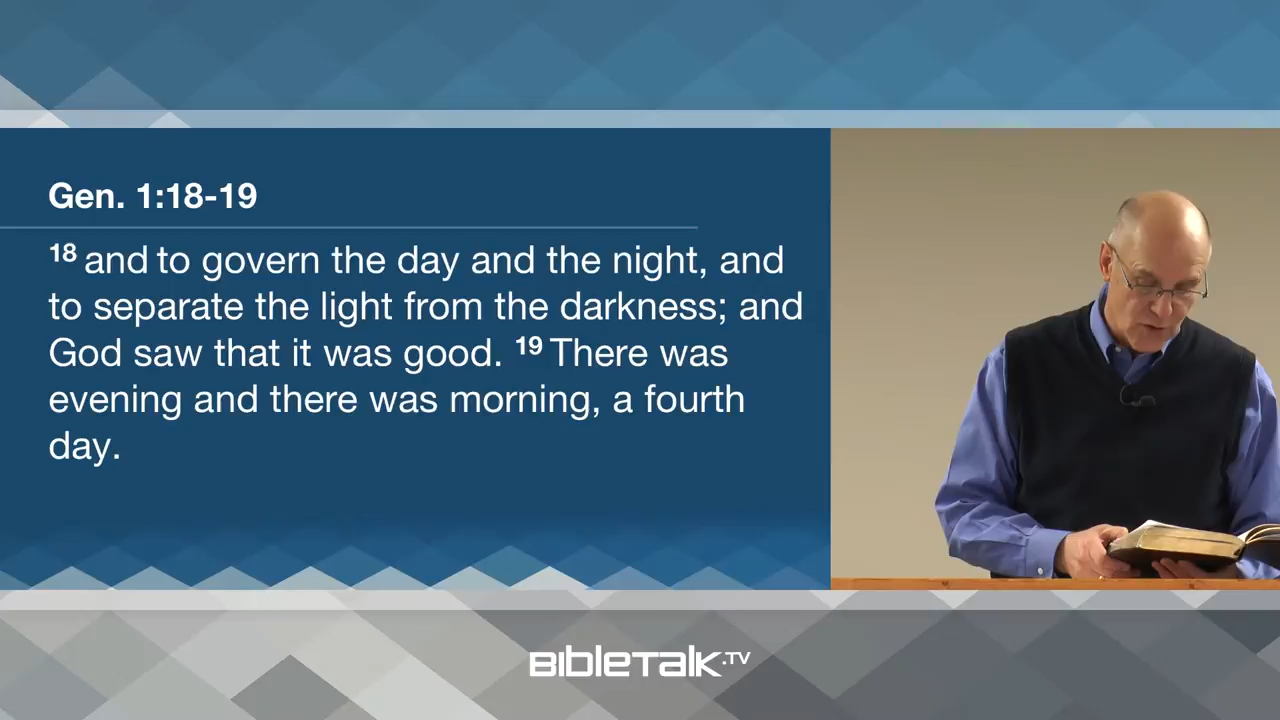 Gen. 1:18-19
18 and to govern the day and the night, and
to separate the light from the darkness; and
God saw that it was good. 19 There was
evening and there was morning, a fourth
day.
BIBLETALK.TV